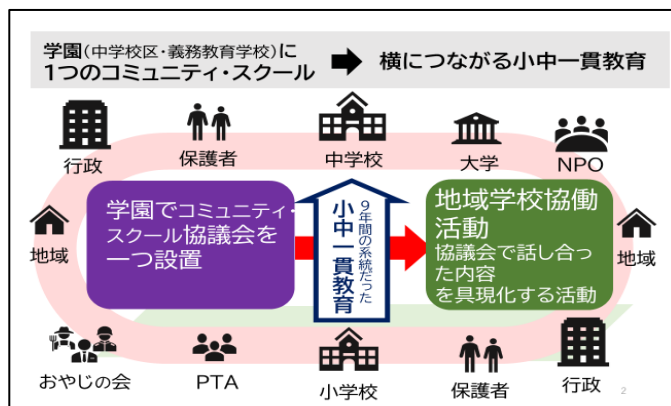 学園(中学校区・義務教育学校)に
1つのコミュニティ・スクール
横につながる小中一貫教育
行政
保護者
中学校
大学
NPO
地域
学園でコミュニティ・
スクール協議会を
一つ設置
9年間の系統だった
小中一貫教育
地域学校協働
活動
協議会で話し合っ
た内容
を具現化する活動
地域
おやじの会
PTA
小学校
保護者
行政
2